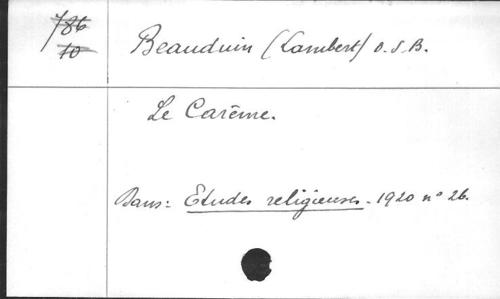 786
10
Beauduin (Lambert) O.S.B.
Le Carême.
Dans: Etudes religieuses. 1920 n° 26.